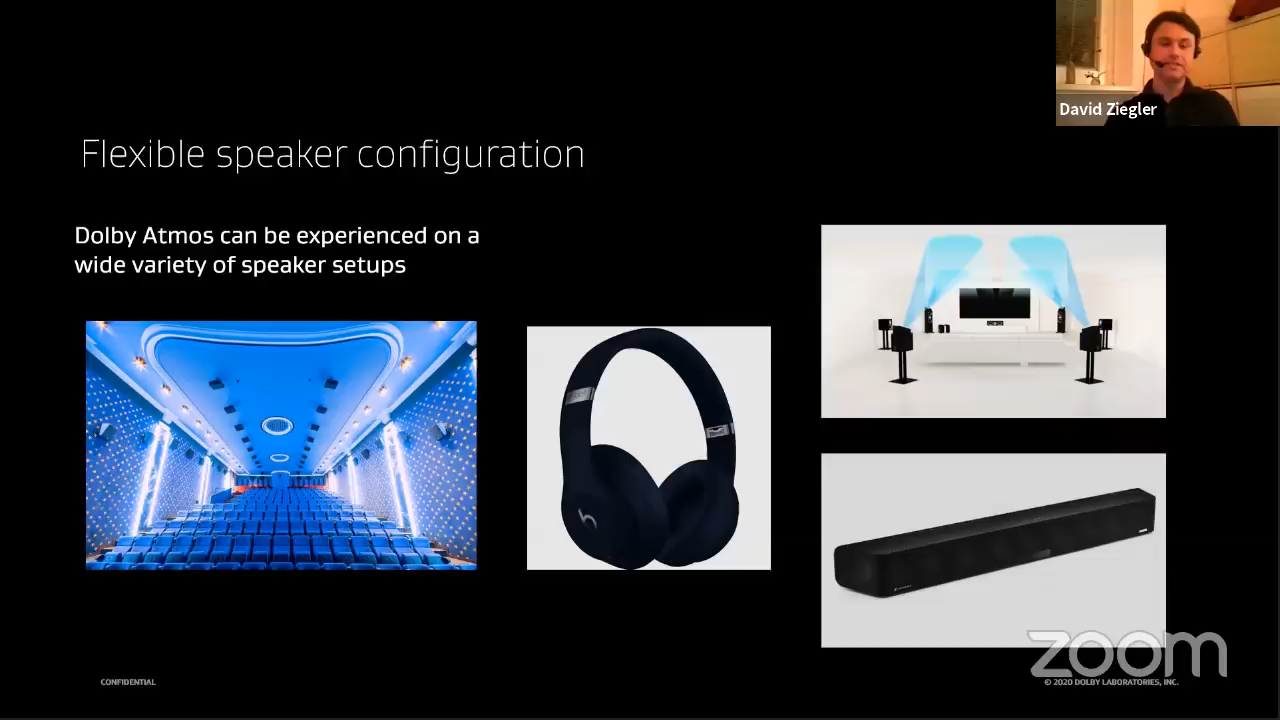 David Ziegler
Flexible speaker configuration
Dolby Atmos can be experienced on a
wide variety of speaker setups
zoom
CONFIDENTIAL
© 2020 DOLBY LABORATORIES, INC.